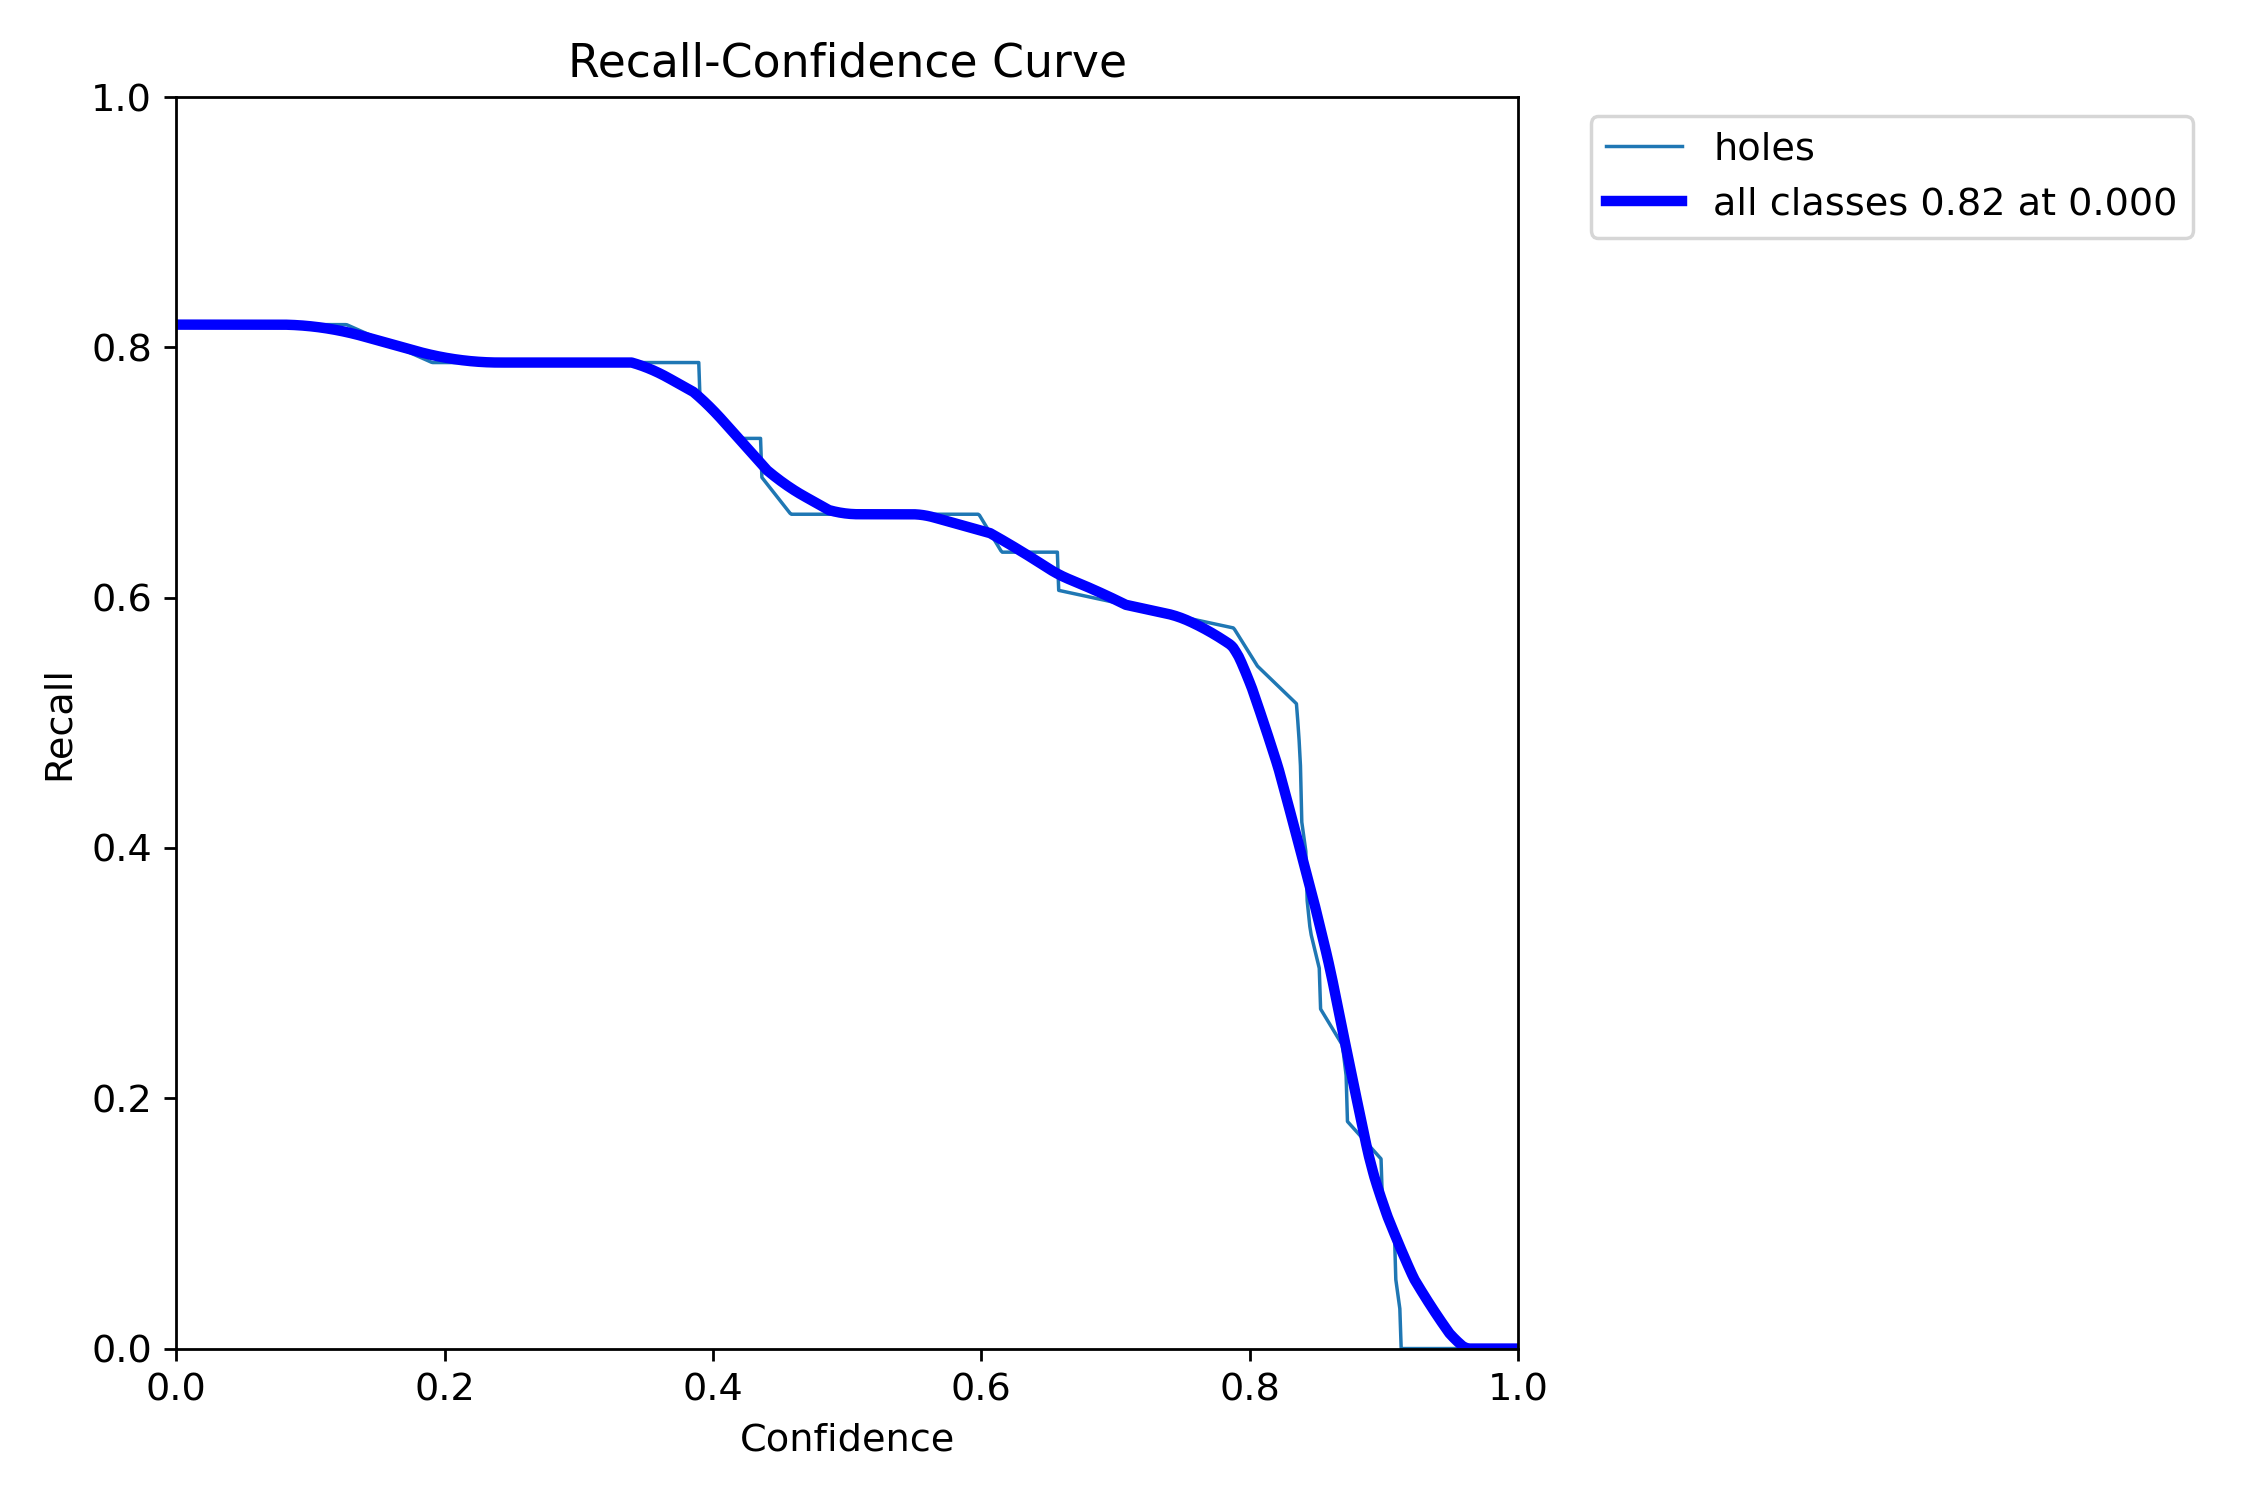 Recall-Confidence Curve
1.0
0.8
0.6
0.4
0.2
0.0
Recall
0.0 0.2 0.4 0.6 0.8 1.0
Confidence
holes
all classes 0.82 at 0.000